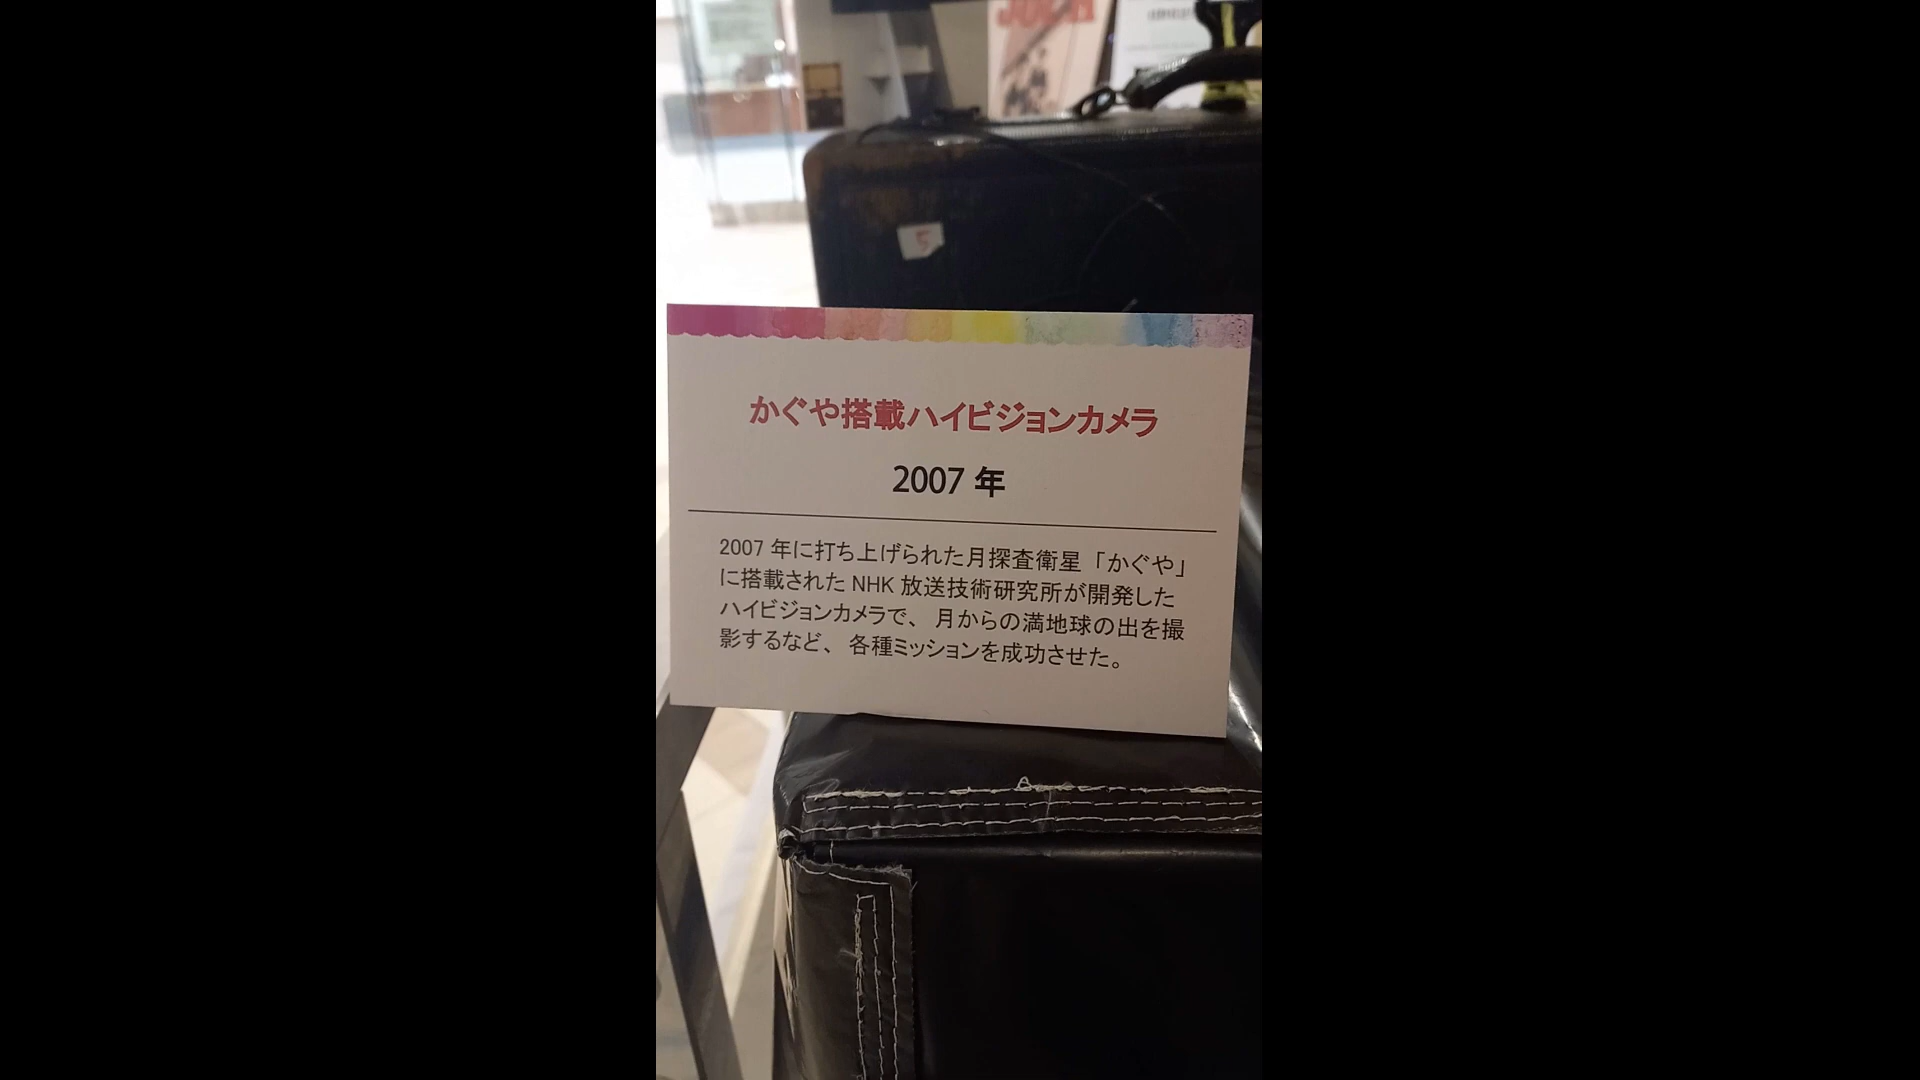 かぐや搭載ハイビジョンカメラ
2007 年
2007 年に打ち上げられた月探査衛星「かぐや」
に搭載された NHK 放送技術研究所が開発した
ハイビジョンカメラで、月からの満地球の出を撮
影するなど、各種ミッションを成功させた。
5